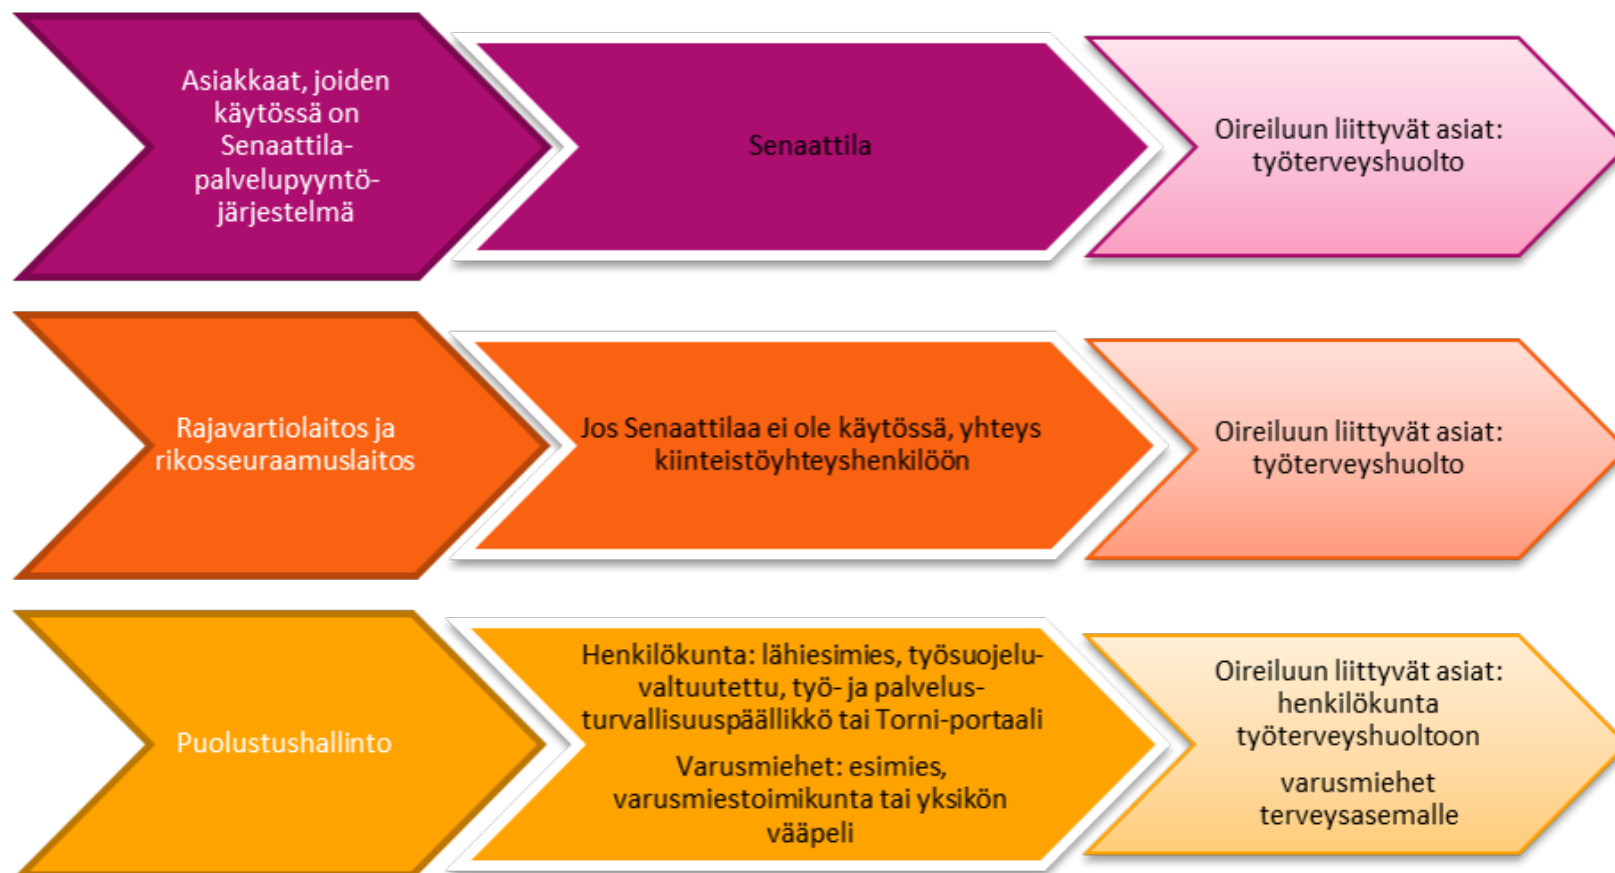 Asiakkaat, joiden
käytössä on
Senaattila-
palvelupyyntö-
järjestelmä
Senaattila
Oireiluun liittyvät asiat:
työterveyshuolto
Rajavartiolaitos ja
rikosseuraamuslaitos
Jos Senaattilaa ei ole käytössä, yhteys
kiinteistöyhteyshenkilöön
Oireiluun liittyvät asiat:
työterveyshuolto
Puolustushallinto
Henkilökunta: lähiesimies, työsuojelu-
valtuutettu, työ- ja palvelus-
turvallisuuspäällikkö tai Torni-portaali
Varusmiehet: esimies,
varusmiestoimikunta tai yksikön
vääpeli
Oireiluun liittyvät asiat:
henkilökunta
työterveyshuoltoon
varusmiehet
terveysasemalle